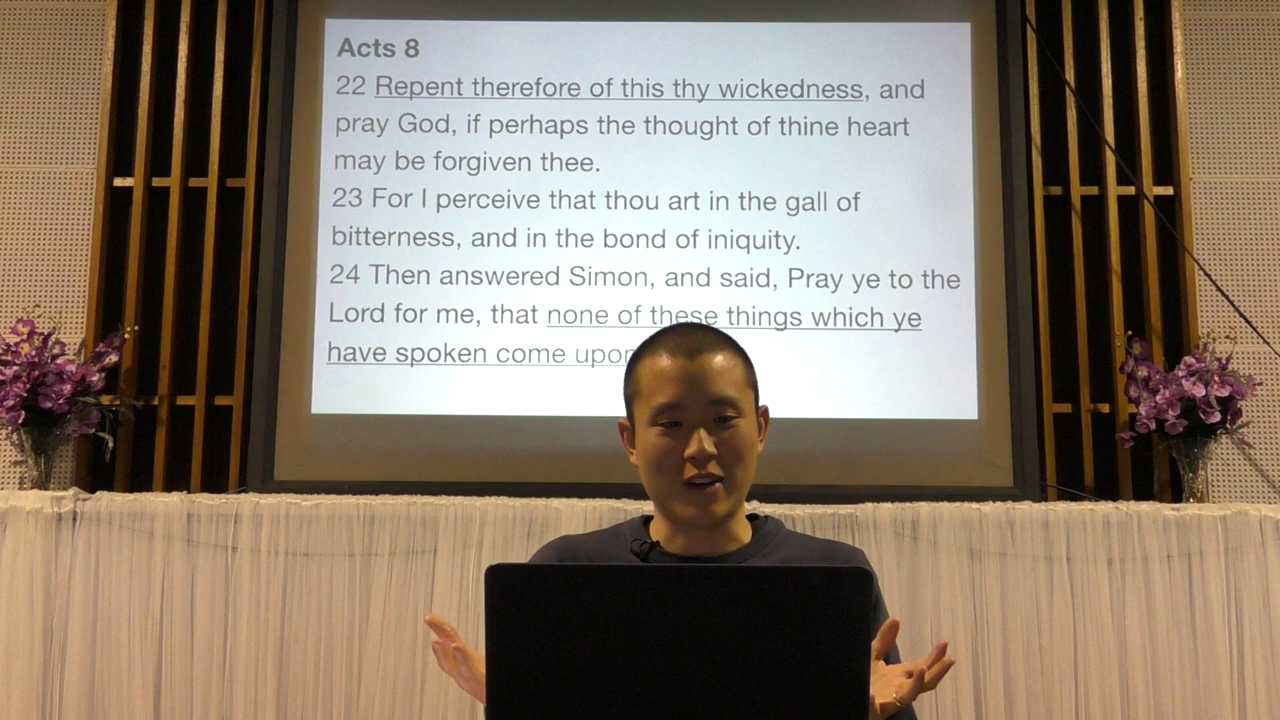 Acts 8
22 Repent therefore of this thy wickedness, and
pray God, if perhaps the thought of thine heart
may be forgiven thee.
23 For I perceive that thou art in the gall of
bitterness, and in the bond of iniquity.
24 Then answered Simon, and said, Pray ye to the
Lord for me, that none of these things which ye
have spoken come upon